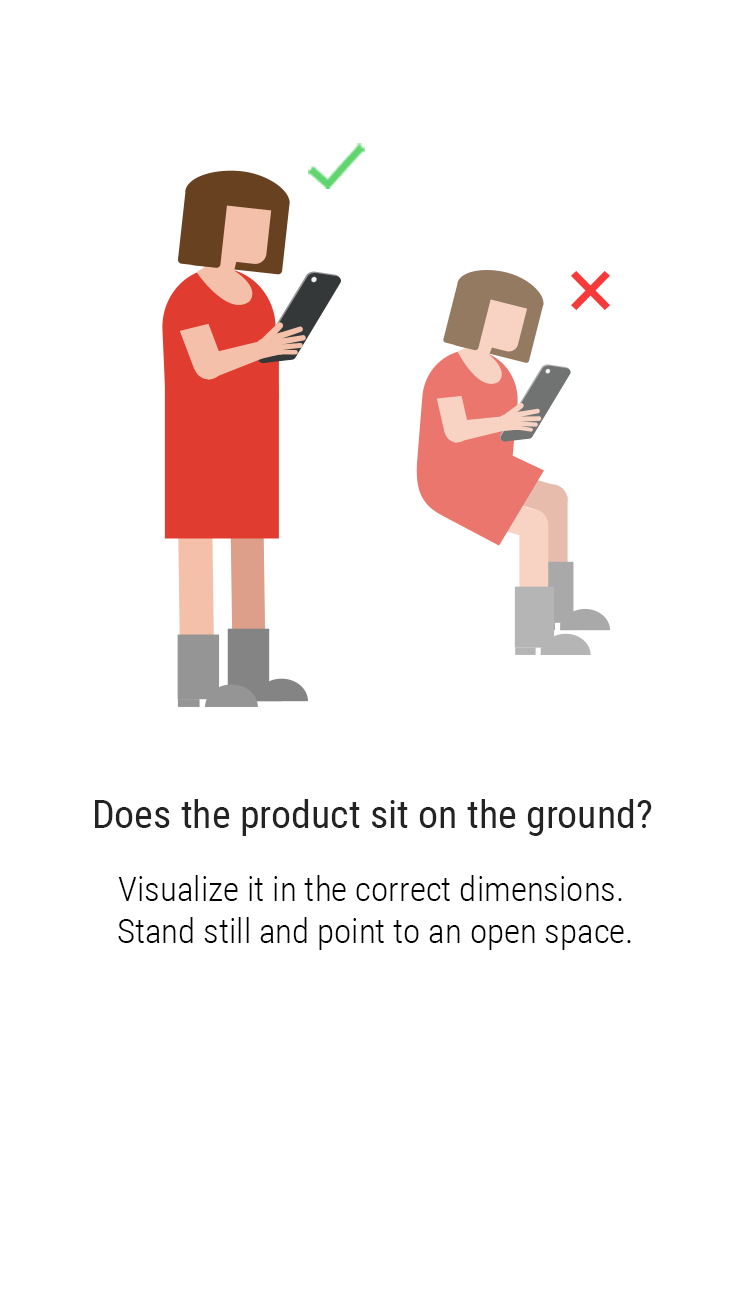 Does the product sit on the ground?
Visualize it in the correct dimensions.
Stand still and point to an open space.